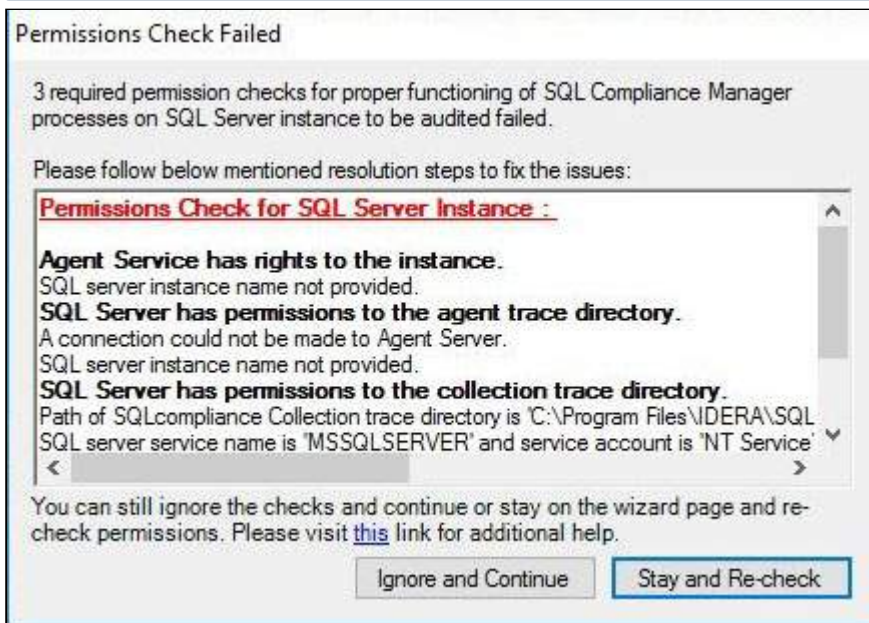 Permissions Check Failed
3 required permission checks for proper functioning of SQL Compliance Manager
processes on SQL Server instance to be audited failed.
Please follow below mentioned resolution steps to fix the issues:
Permissions Check for SQL Server Instance :
Agent Service has rights to the instance.
SQL server instance name not provided.
SQL Server has permissions to the agent trace directory.
A connection could not be made to Agent Server.
SQL server instance name not provided.
SQL Server has permissions to the collection trace directory.
Path of SQLcompliance Collection trace directory is 'C:\Program Files\IDERA\SQL
SQL server service name is 'MSSQLSERVER' and service account is 'NT Service'
You can still ignore the checks and continue or stay on the wizard page and re-
check permissions. Please visit this link for additional help.
Ignore and Continue
Stay and Re-check